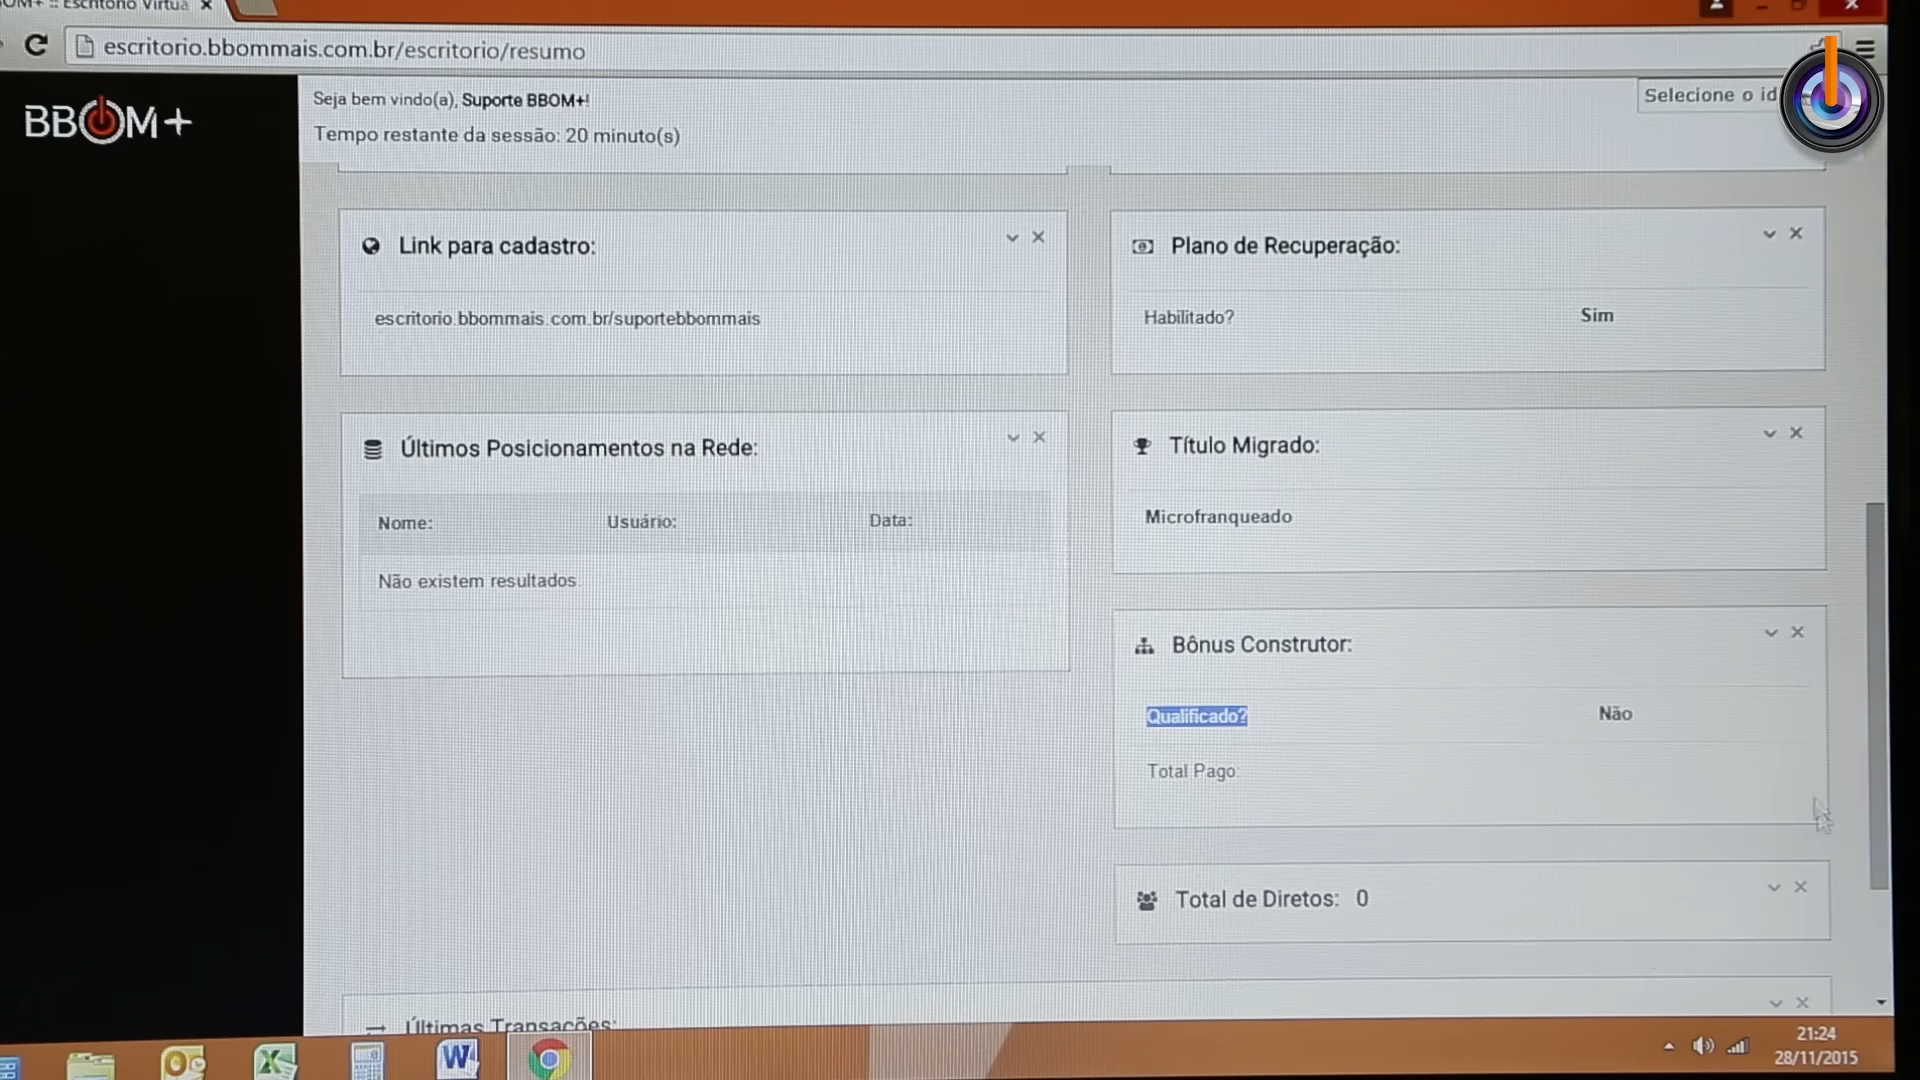 escritorio.bbommais.com.br/escritorio/resumo
BBOM+
Seja bem vindo(a), Suporte BBOM+!
Tempo restante da sessão: 20 minuto(s)
Selecione o id
Link para cadastro:
escritorio.bbommais.com.br/suportebbommais
Plano de Recuperação:
Habilitado? Sim
Últimos Posicionamentos na Rede:
Nome: Usuário: Data:
Não existem resultados.
Título Migrado:
Microfranqueado
Bônus Construtor:
Qualificado? Não
Total Pago:
Total de Diretos: 0
Últimas Transações:
21:24
28/11/2015